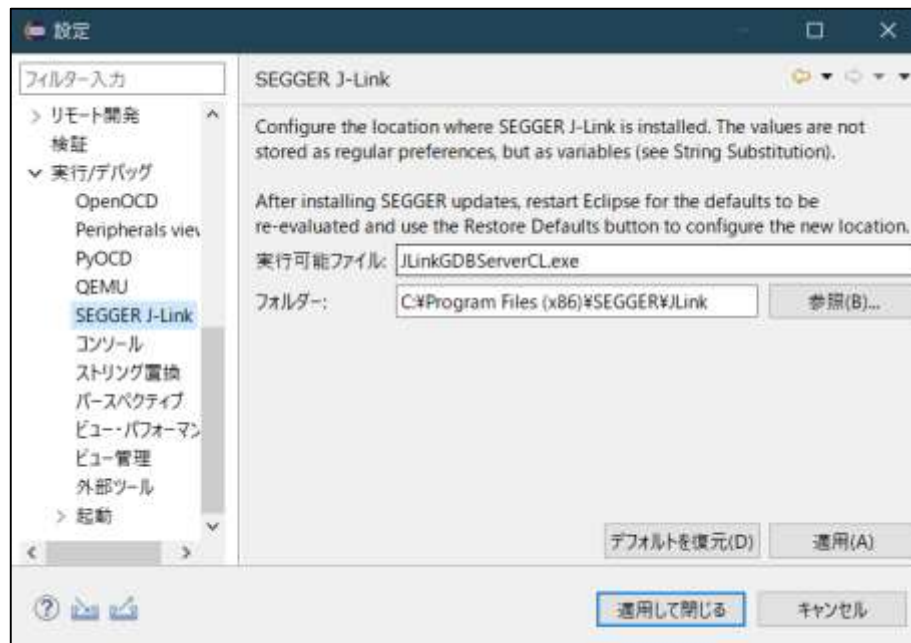 設定
フィルター入力
リモート開発
検証
実行/デバッグ
OpenOCD
Peripherals viev
PyOCD
QEMU
SEGGER J-Link
コンソール
ストリング置換
パースペクティブ
ビュー・パフォーマン
ビュー管理
外部ツール
起動
SEGGER J-Link
Configure the location where SEGGER J-Link is installed. The values are not
stored as regular preferences, but as variables (see String Substitution).
After installing SEGGER updates, restart Eclipse for the defaults to be
re-evaluated and use the Restore Defaults button to configure the new location.
実行可能ファイル: JLinkGDBServerCL.exe
フォルダー: C:¥Program Files (x86)¥SEGGER¥JLink 参照(B)...
デフォルトを復元(D) 適用(A)
適用して閉じる キャンセル